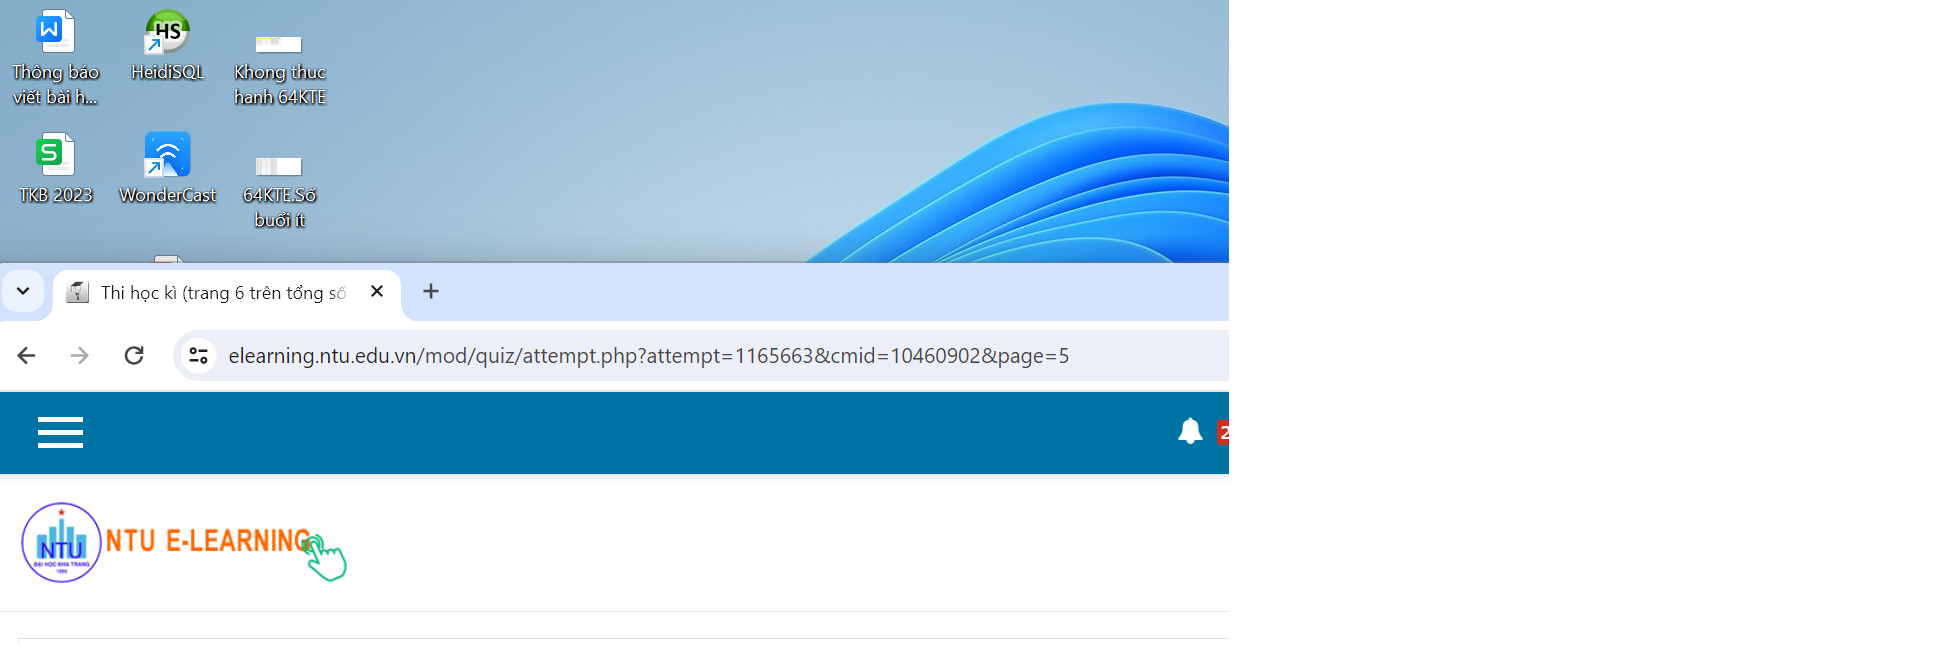 Thông báo
viết bài h...
HeidiSQL
Khong thuc
hanh 64KTE
TKB 2023
WonderCast
64KTE.Số
buổi ít
Thi học kì (trang 6 trên tổng số
elearning.ntu.edu.vn/mod/quiz/attempt.php?attempt=1165663&cmid=10460902&page=5
2
NTU
ĐẠI HỌC NHA TRANG
1959
NTU E-LEARNING